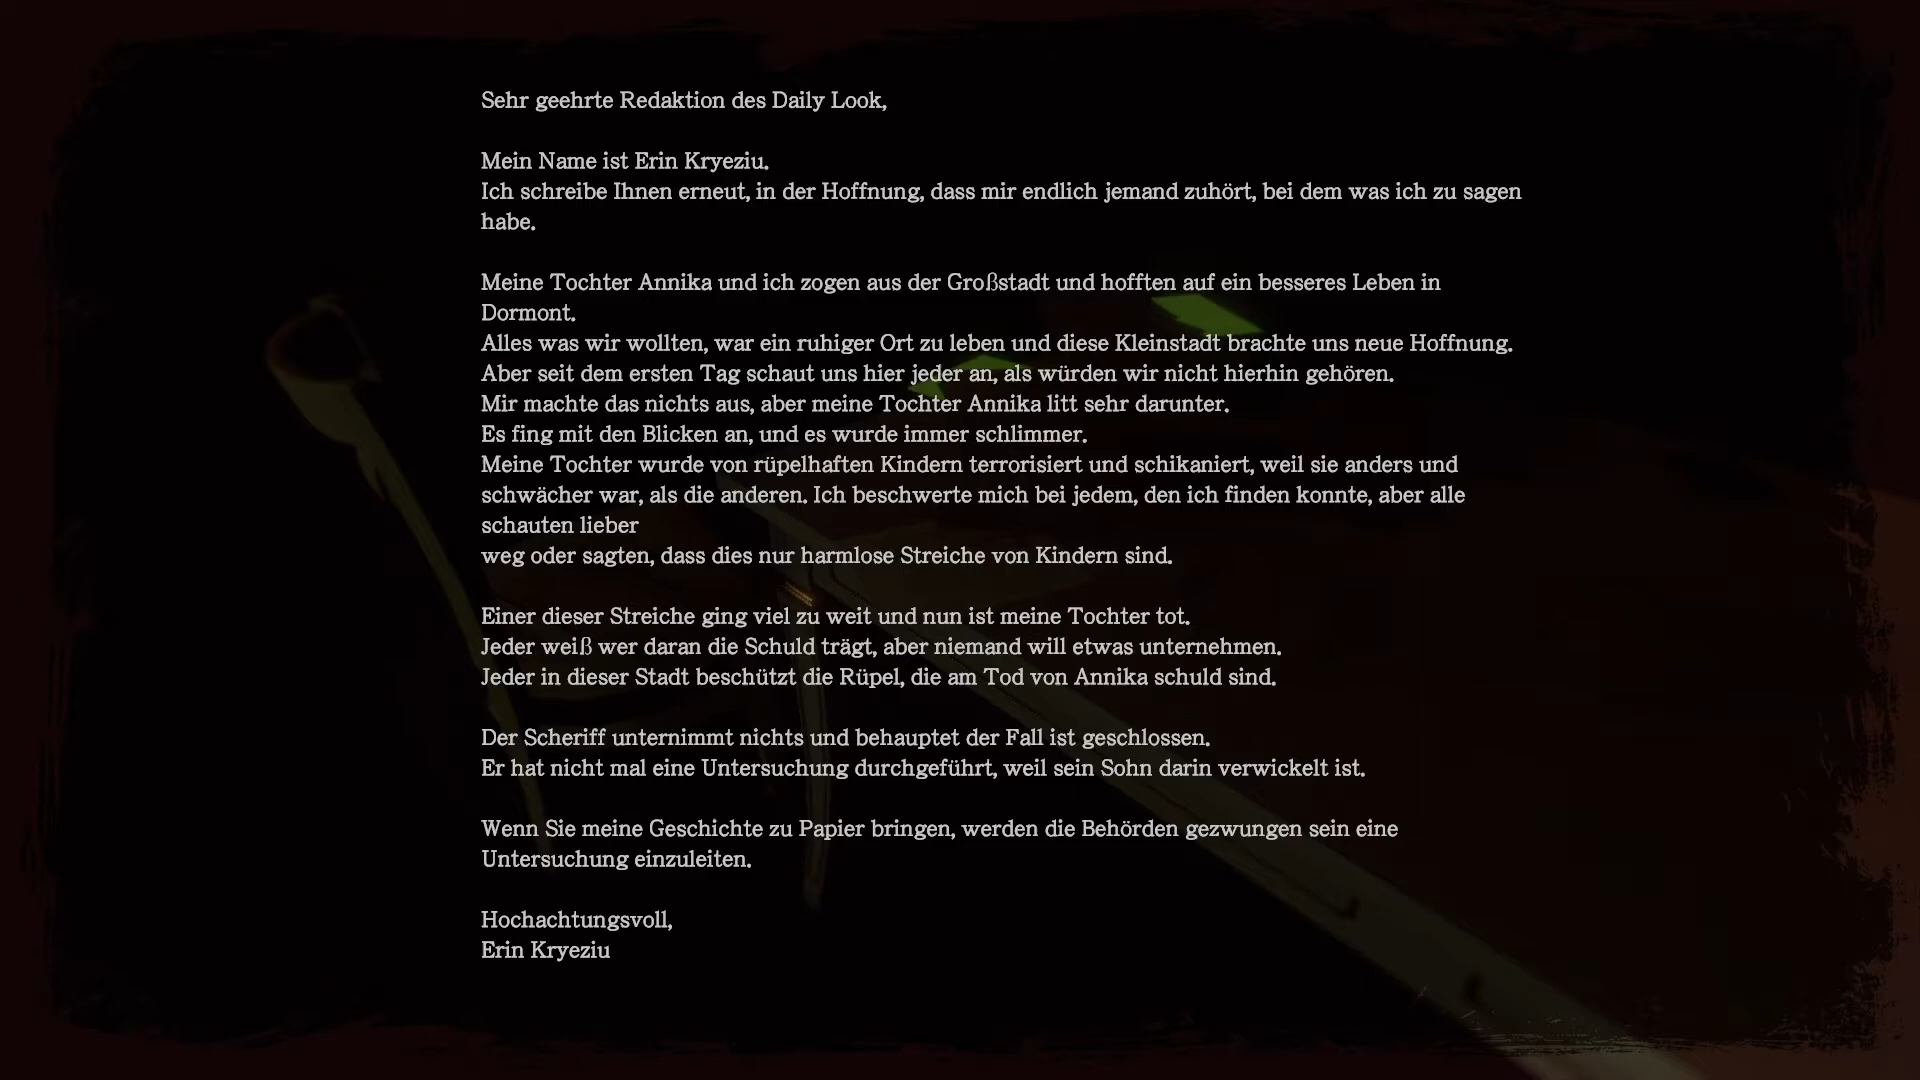 Sehr geehrte Redaktion des Daily Look,
Mein Name ist Erin Kryeziu.
Ich schreibe Ihnen erneut, in der Hoffnung, dass mir endlich jemand zuhört, bei dem was ich zu sagen
habe.
Meine Tochter Annika und ich zogen aus der Großstadt und hofften auf ein besseres Leben in
Dormont.
Alles was wir wollten, war ein ruhiger Ort zu leben und diese Kleinstadt brachte uns neue Hoffnung.
Aber seit dem ersten Tag schaut uns hier jeder an, als würden wir nicht hierhin gehören.
Mir machte das nichts aus, aber meine Tochter Annika litt sehr darunter.
Es fing mit den Blicken an, und es wurde immer schlimmer.
Meine Tochter wurde von rüpelhaften Kindern terrorisiert und schikaniert, weil sie anders und
schwächer war, als die anderen. Ich beschwerte mich bei jedem, den ich finden konnte, aber alle
schauten lieber
weg oder sagten, dass dies nur harmlose Streiche von Kindern sind.
Einer dieser Streiche ging viel zu weit und nun ist meine Tochter tot.
Jeder weiß wer daran die Schuld trägt, aber niemand will etwas unternehmen.
Jeder in dieser Stadt beschützt die Rüpel, die am Tod von Annika schuld sind.
Der Scheriff unternimmt nichts und behauptet der Fall ist geschlossen.
Er hat nicht mal eine Untersuchung durchgeführt, weil sein Sohn darin verwickelt ist.
Wenn Sie meine Geschichte zu Papier bringen, werden die Behörden gezwungen sein eine
Untersuchung einzuleiten.
Hochachtungsvoll,
Erin Kryeziu